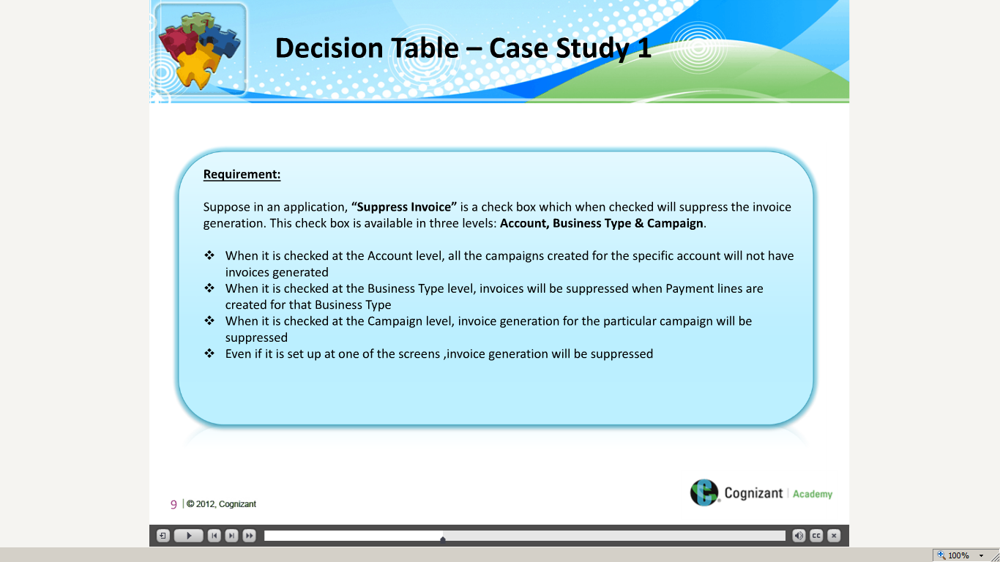 Decision Table – Case Study 1
Requirement:
Suppose in an application, “Suppress Invoice” is a check box which when checked will suppress the invoice
generation. This check box is available in three levels: Account, Business Type & Campaign.
❖ When it is checked at the Account level, all the campaigns created for the specific account will not have
invoices generated
❖ When it is checked at the Business Type level, invoices will be suppressed when Payment lines are
created for that Business Type
❖ When it is checked at the Campaign level, invoice generation for the particular campaign will be
suppressed
❖ Even if it is set up at one of the screens ,invoice generation will be suppressed
Cognizant | Academy
9 | © 2012, Cognizant
CC
100%